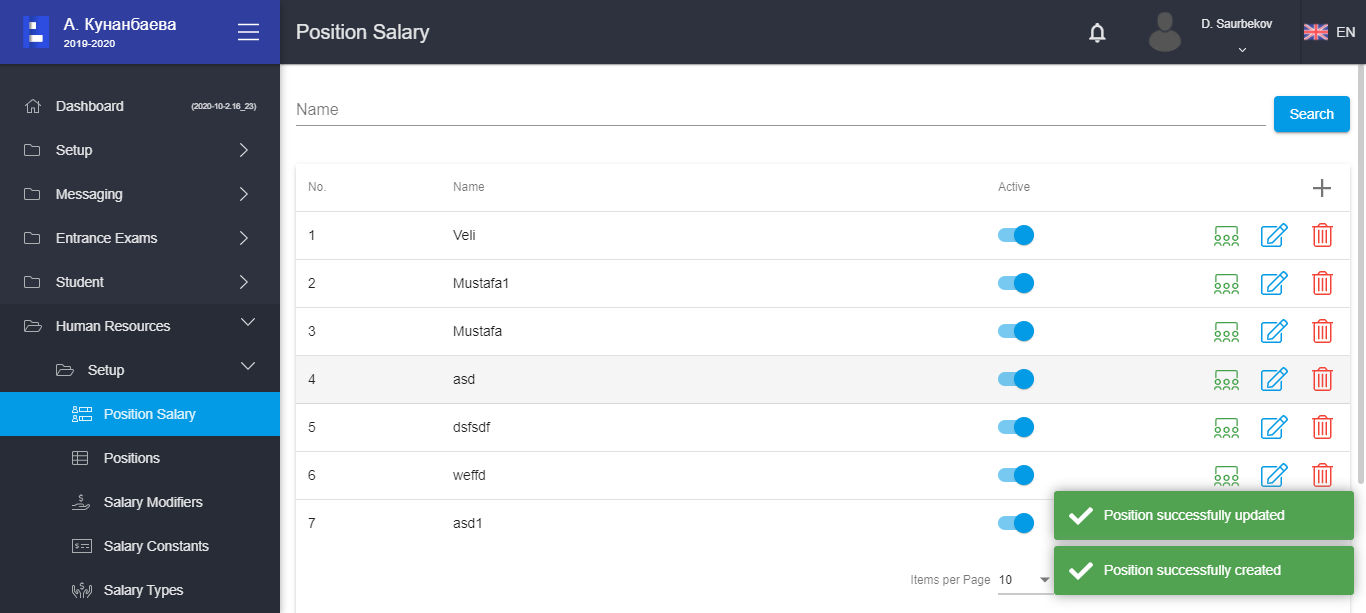 А. Кунанбаева
2019-2020
Position Salary
D. Saurbekov
EN
Dashboard (2020-10-2.16_23)
Setup
Messaging
Entrance Exams
Student
Human Resources
Setup
Position Salary
Positions
Salary Modifiers
Salary Constants
Salary Types
Name
Search
No. Name Active
1 Veli
2 Mustafa1
3 Mustafa
4 asd
5 dsfsdf
6 weffd
7 asd1
Items per Page 10
Position successfully updated
Position successfully created